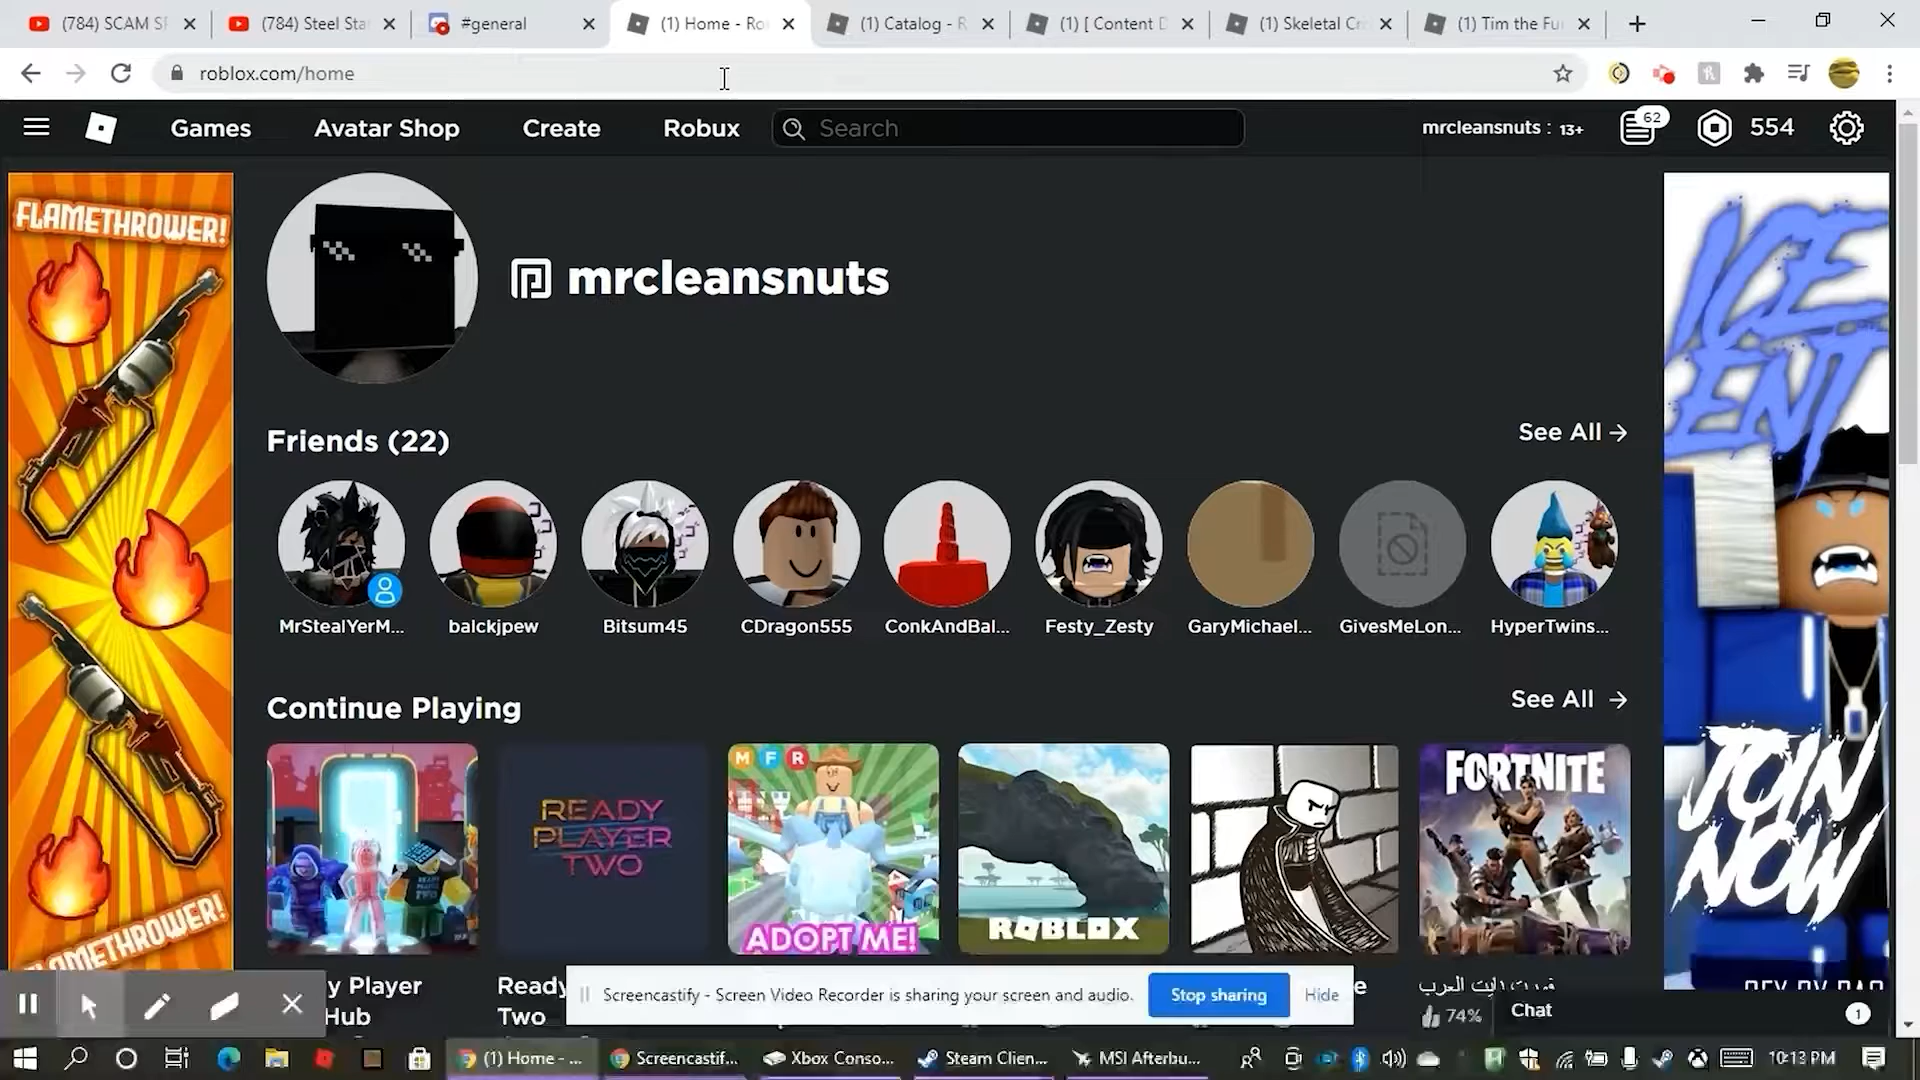 (784) SCAM S
(784) Steel Sta
#general
(1) Home - Ro
(1) Catalog - R
(1) [ Content D
(1) Skeletal Cr
(1) Tim the Fu
roblox.com/home
Games
Avatar Shop
Create
Robux
Search
mrcleansnuts : 13+
62
554
FLAMETHROWER!
mrcleansnuts
Friends (22)
See All
MrStealYerM...
balckjpew
Bitsum45
CDragon555
ConkAndBal...
Festy_Zesty
GaryMichael...
GivesMeLon...
HyperTwins...
Continue Playing
See All
READY
PLAYER
TWO
M F R
ADOPT ME!
ROBLOX
FORTNITE
JOIN
NOW
y Player
Hub
Ready
Two
Screencastify - Screen Video Recorder is sharing your screen and audio.
Stop sharing
Hide
74%
Chat
1
(1) Home - ...
Screencastif...
Xbox Conso...
Steam Clien...
MSI Afterbu...
10:13 PM